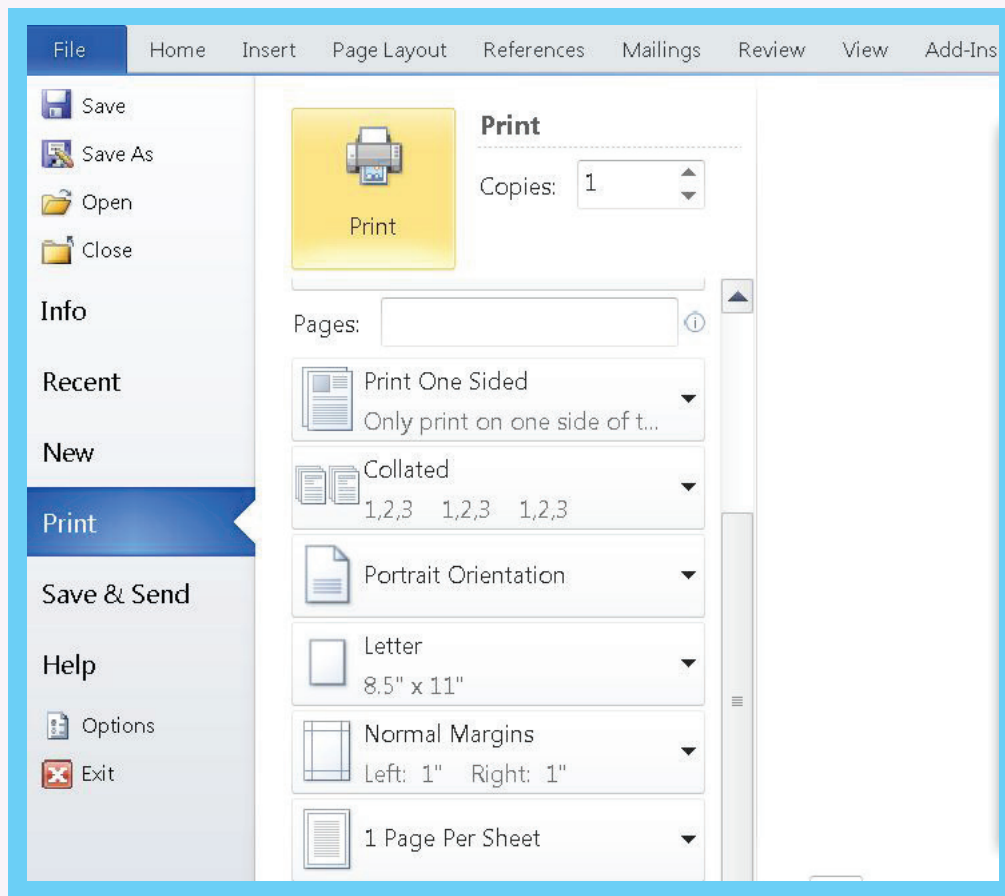 File Home Insert Page Layout References Mailings Review View Add-Ins
Save
Save As
Open
Close
Info
Recent
New
Print
Save & Send
Help
Options
Exit
Print
Print
Copies: 1
Pages:
Print One Sided
Only print on one side of t...
Collated
1,2,3 1,2,3 1,2,3
Portrait Orientation
Letter
8.5" x 11"
Normal Margins
Left: 1" Right: 1"
1 Page Per Sheet